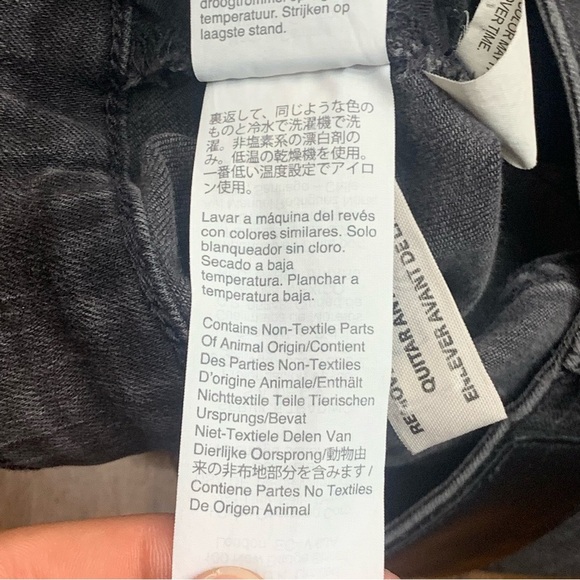 droogtrommel
temperatuur. Strijken op
laagste stand.
裏返して、同じような色の
ものと冷水で洗濯機で洗
濯。非塩素系の漂白剤の
み。低温の乾燥機を使用。
一番低い温度設定でアイロ
ン使用。
Lavar a máquina del revés
con colores similares. Solo
blanqueador sin cloro.
Secado a baja
temperatura. Planchar a
temperatura baja.
Contains Non-Textile Parts
Of Animal Origin/Contient
Des Parties Non-Textiles
D'origine Animale/Enthält
Nichttextile Teile Tierischen
Ursprungs/Bevat
Niet-Textiele Delen Van
Dierlijke Oorsprong/動物由
来の非布地部分を含みます/
Contiene Partes No Textiles
De Origen Animal
COLOR MAY
OVER TIME.
QUITAR AN
AVANT DE L